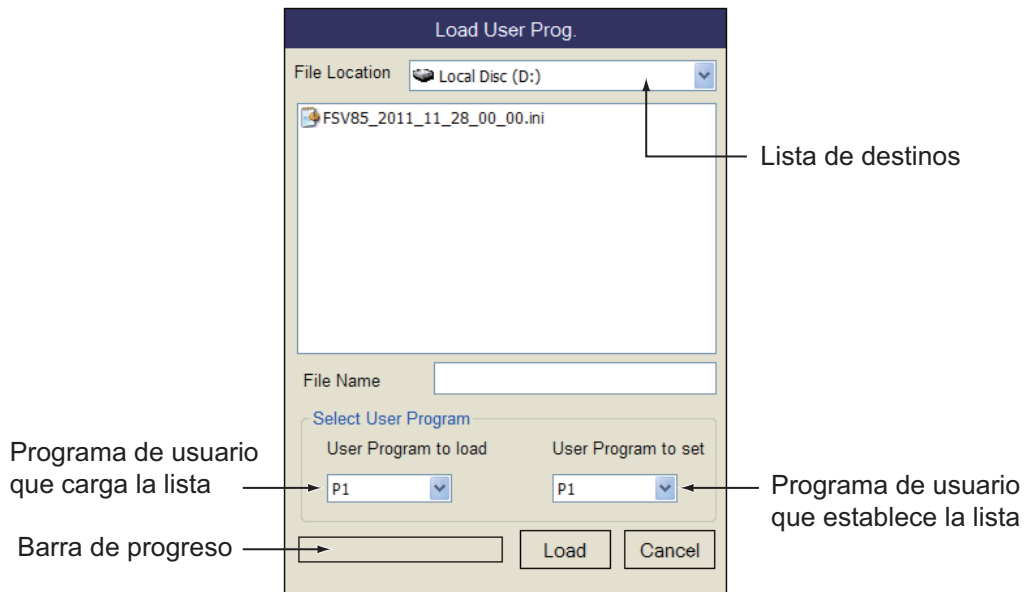 Load User Prog.
File Location
Local Disc (D:)
FSV85_2011_11_28_00_00.ini
Lista de destinos
File Name
Select User Program
User Program to load
User Program to set
Programa de usuario
que carga la lista
P1
P1
Programa de usuario
que establece la lista
Barra de progreso
Load
Cancel